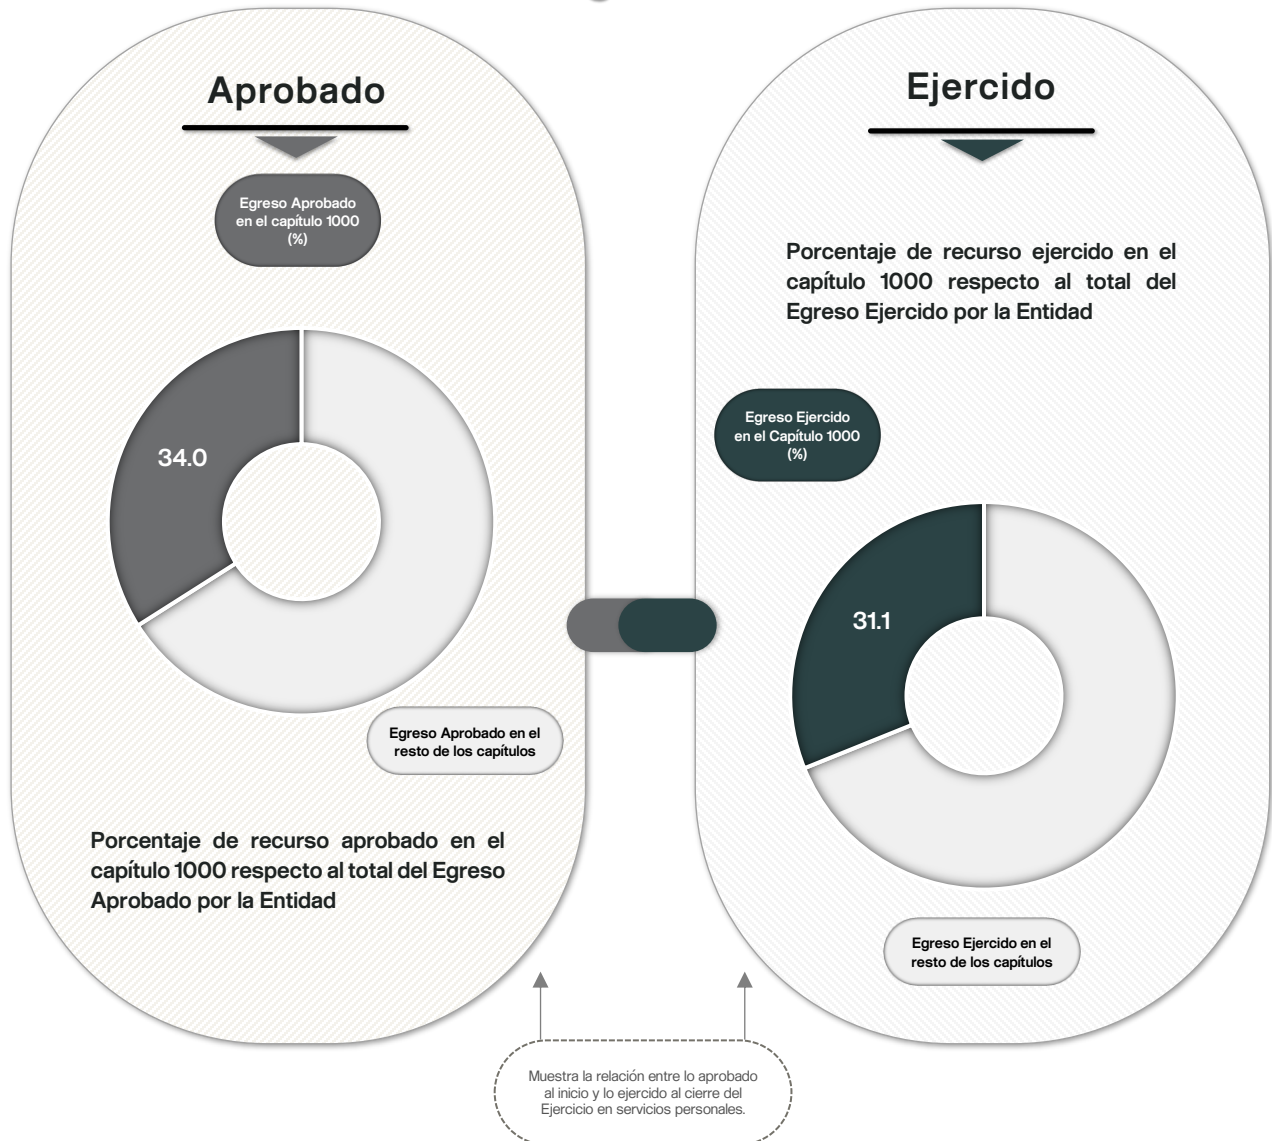 Aprobado
Egreso Aprobado
en el capítulo 1000
(%)
34.0
Egreso Aprobado en el
resto de los capítulos
Porcentaje de recurso aprobado en el
capítulo 1000 respecto al total del Egreso
Aprobado por la Entidad
Ejercido
Porcentaje de recurso ejercido en el
capítulo 1000 respecto al total del
Egreso Ejercido por la Entidad
Egreso Ejercido
en el Capítulo 1000
(%)
31.1
Egreso Ejercido en el
resto de los capítulos
Muestra la relación entre lo aprobado
al inicio y lo ejercido al cierre del
Ejercicio en servicios personales.